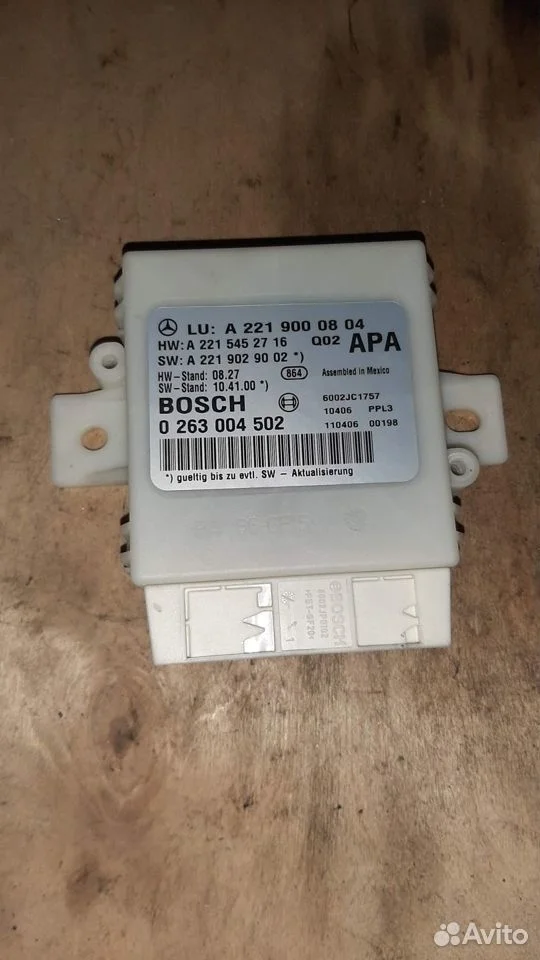 LU: A 221 900 08 04
HW: A 221 545 27 16 Q02 APA
SW: A 221 902 90 02 *)
HW-Stand: 08.27 864 Assembled in Mexico
SW-Stand: 10.41.00 *)
BOSCH 6002JC1757
0 263 004 502 10406 PPL3
110406 00198
*) gueltig bis zu evtl. SW - Aktualisierung
BOSCH
1
Avito